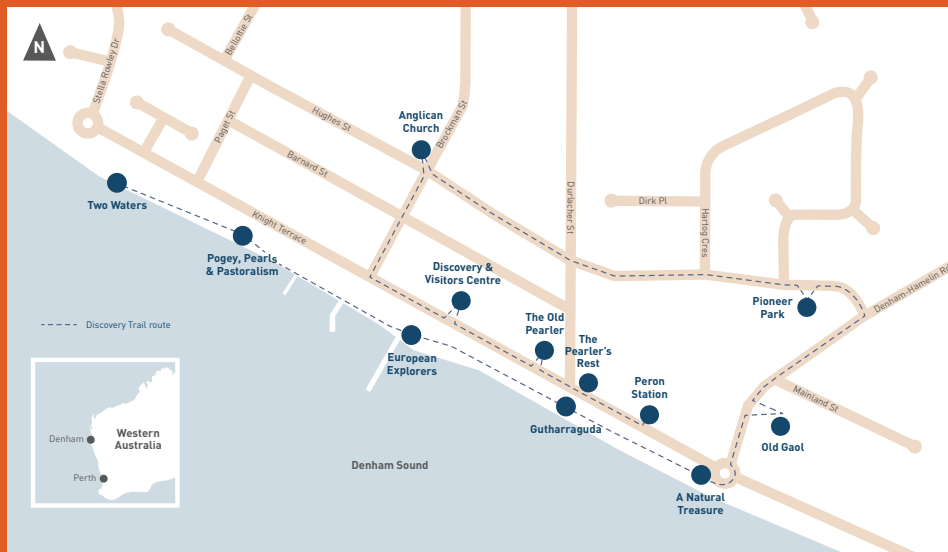 N
Stella Rowley Dr
Bellottie St
Paget St
Hughes St
Barnard St
Brockman St
Anglican
Church
Two Waters
Knight Terrace
Durlacher St
Dirk Pl
Hartog Cres
Pogey, Pearls
& Pastoralism
Discovery &
Visitors Centre
Denham-Hamelin Rd
Pioneer
Park
The Old
Pearler
The
Pearler's
Rest
Discovery Trail route
European
Explorers
Peron
Station
Mainland St
Gutharraguda
Old Gaol
Denham
Western
Australia
Perth
Denham Sound
A Natural
Treasure